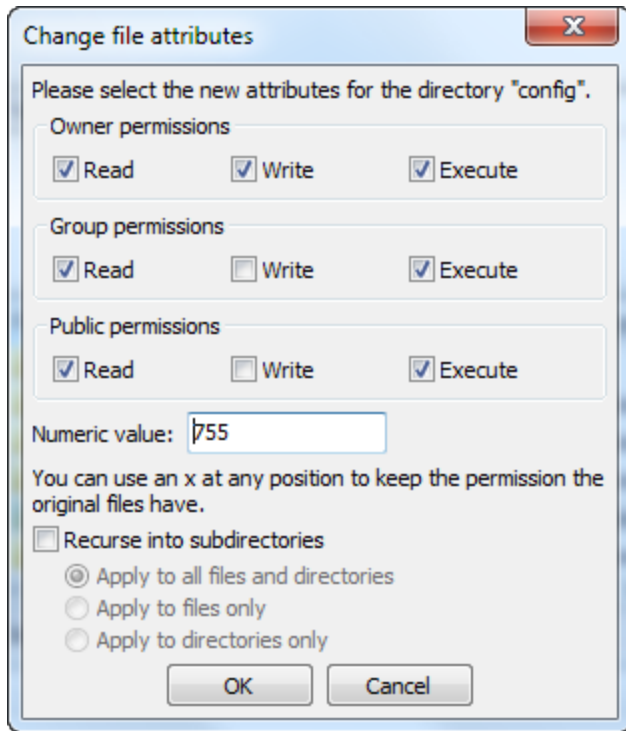 Change file attributes
Please select the new attributes for the directory "config".
Owner permissions
Read Write Execute
Group permissions
Read Write Execute
Public permissions
Read Write Execute
Numeric value: 755
You can use an x at any position to keep the permission the
original files have.
Recurse into subdirectories
Apply to all files and directories
Apply to files only
Apply to directories only
OK Cancel